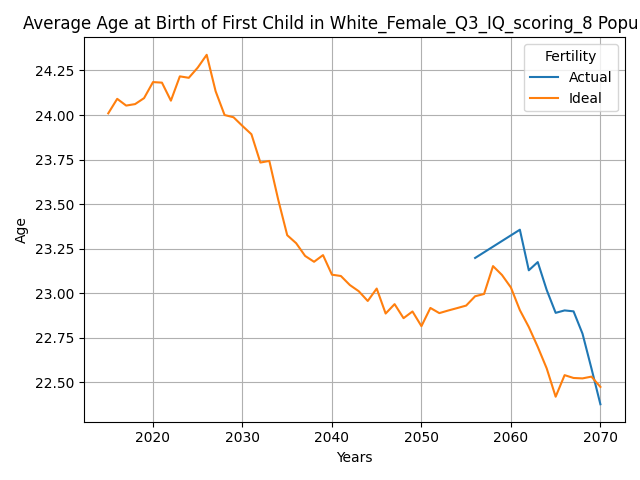 Average Age at Birth of First Child in White_Female_Q3_IQ_scoring_8 Popu
Fertility
Actual
Ideal
24.25
24.00
23.75
23.50
23.25
23.00
22.75
22.50
Age
2020 2030 2040 2050 2060 2070
Years